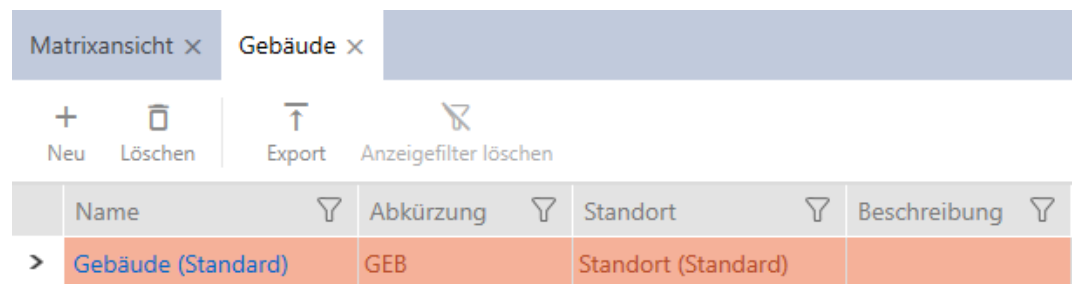 Matrixansicht × Gebäude ×
Neu Löschen Export Anzeigefilter löschen
Name Abkürzung Standort Beschreibung
Gebäude (Standard) GEB Standort (Standard)